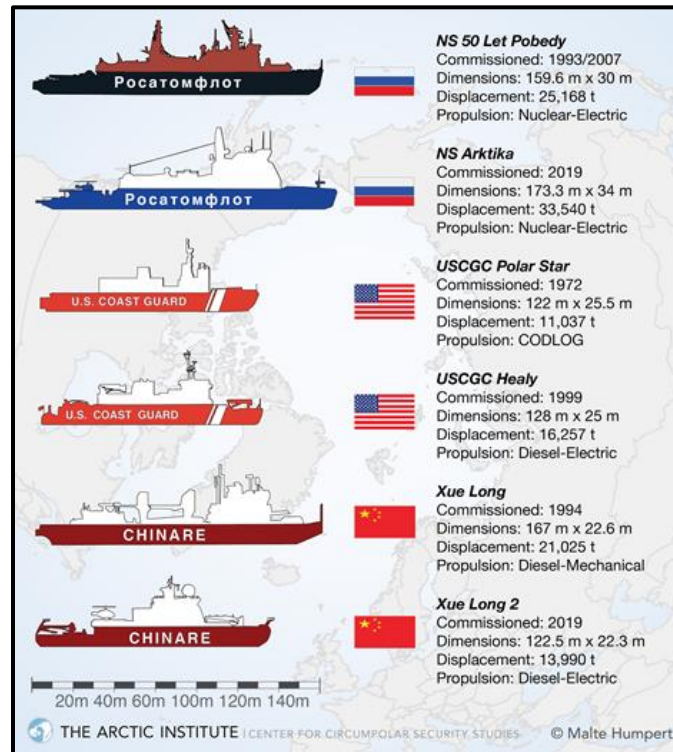 NS 50 Let Pobedy
Commissioned: 1993/2007
Dimensions: 159.6 m x 30 m
Displacement: 25,168 t
Propulsion: Nuclear-Electric
Росатомфлот
NS Arktika
Commissioned: 2019
Dimensions: 173.3 m x 34 m
Displacement: 33,540 t
Propulsion: Nuclear-Electric
Росатомфлот
USCGC Polar Star
Commissioned: 1972
Dimensions: 122 m x 25.5 m
Displacement: 11,037 t
Propulsion: CODLOG
U.S. COAST GUARD
USCGC Healy
Commissioned: 1999
Dimensions: 128 m x 25 m
Displacement: 16,257 t
Propulsion: Diesel-Electric
U.S. COAST GUARD
Xue Long
Commissioned: 1994
Dimensions: 167 m x 22.6 m
Displacement: 21,025 t
Propulsion: Diesel-Mechanical
CHINARE
Xue Long 2
Commissioned: 2019
Dimensions: 122.5 m x 22.3 m
Displacement: 13,990 t
Propulsion: Diesel-Electric
CHINARE
20m 40m 60m 100m 120m 140m
THE ARCTIC INSTITUTE | CENTER FOR CIRCUMPOLAR SECURITY STUDIES © Malte Humpert